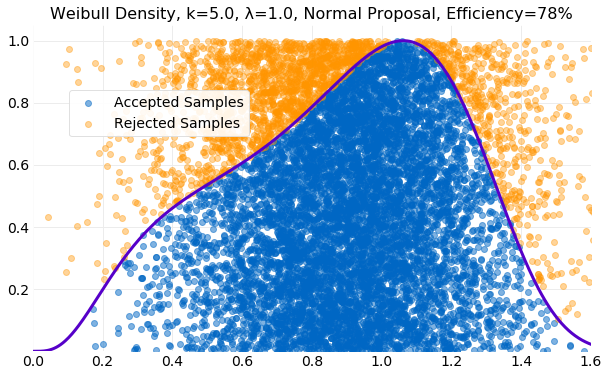 Weibull Density, k=5.0, λ=1.0, Normal Proposal, Efficiency=78%
1.0
Accepted Samples
0.8
Rejected Samples
0.6
0.4
0.2
0.0 0.2 0.4 0.6 0.8 1.0 1.2 1.4 1.6